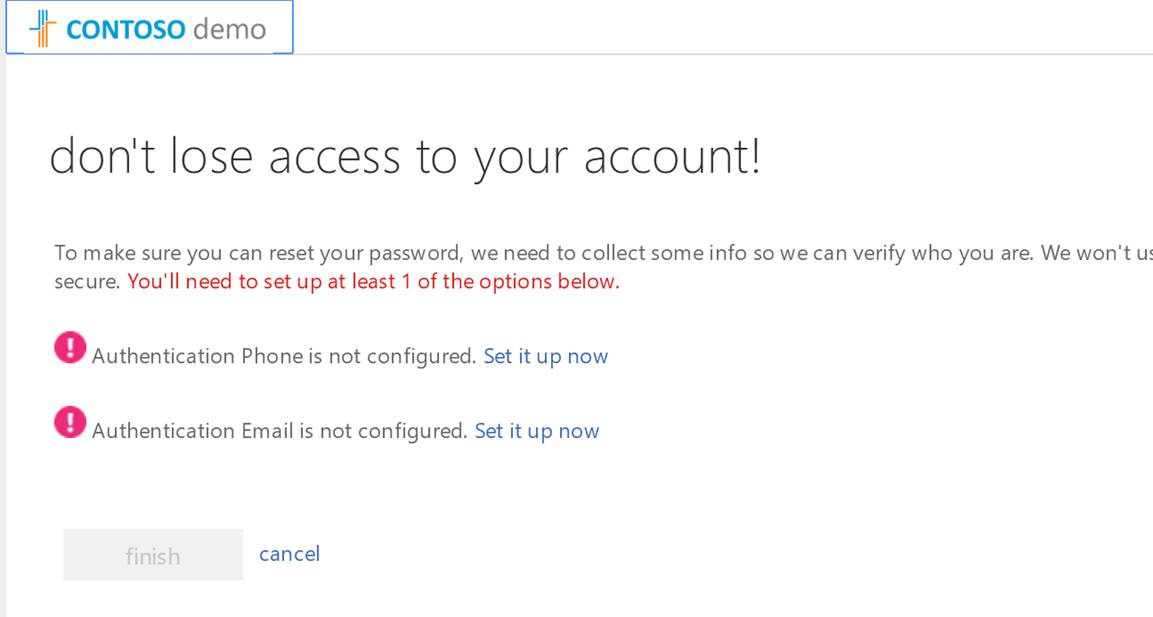 CONTOSO demo
don't lose access to your account!
To make sure you can reset your password, we need to collect some info so we can verify who you are. We won't
secure. You'll need to set up at least 1 of the options below.
Authentication Phone is not configured. Set it up now
Authentication Email is not configured. Set it up now
finish cancel